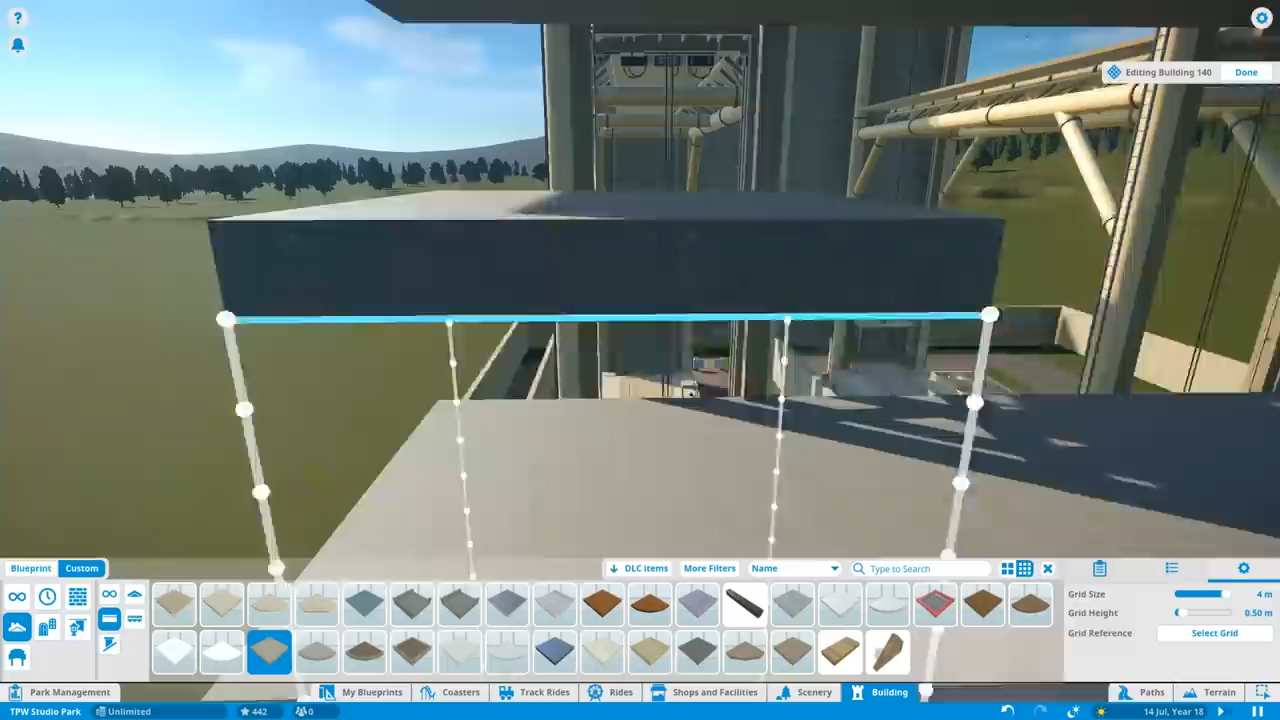 ?
Editing Building 140 Done
Blueprint Custom
DLC items More Filters Name Type to Search
Grid Size 4 m
Grid Height 0.50 m
Grid Reference Select Grid
Park Management My Blueprints Coasters Track Rides Rides Shops and Facilities Scenery Building Paths Terrain
TPW Studio Park Unlimited 442 0 14 Jul, Year 18